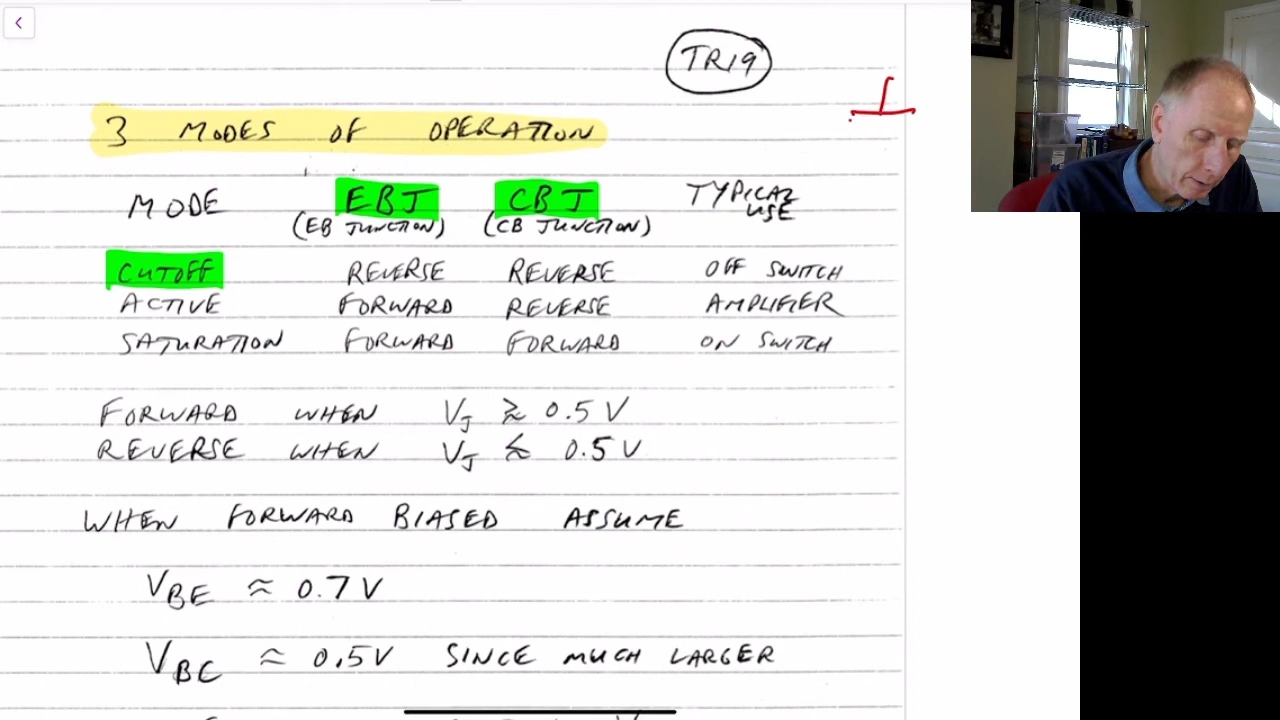 TR19
3 MODES OF OPERATION
MODE EBJ CBJ TYPICAL USE
(EB JUNCTION) (CB JUNCTION)
CUTOFF REVERSE REVERSE OFF SWITCH
ACTIVE FORWARD REVERSE AMPLIFIER
SATURATION FORWARD FORWARD ON SWITCH
FORWARD WHEN VJ ≳ 0.5 V
REVERSE WHEN VJ ≲ 0.5 V
WHEN FORWARD BIASED ASSUME
VBE ≈ 0.7 V
VBC ≈ 0.5V SINCE MUCH LARGER